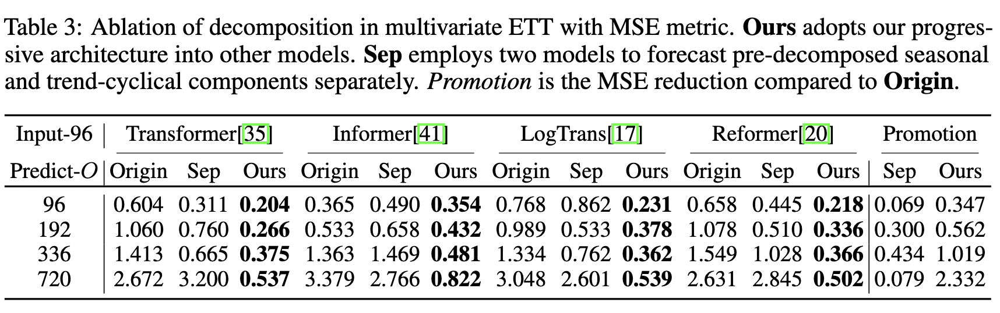 Table 3: Ablation of decomposition in multivariate ETT with MSE metric. Ours adopts our progres-
sive architecture into other models. Sep employs two models to forecast pre-decomposed seasonal
and trend-cyclical components separately. Promotion is the MSE reduction compared to Origin.
Input-96 Transformer[35] Informer[41] LogTrans[17] Reformer[20] Promotion
Predict-O Origin Sep Ours Origin Sep Ours Origin Sep Ours Origin Sep Ours Sep Ours
96 0.604 0.311 0.204 0.365 0.490 0.354 0.768 0.862 0.231 0.658 0.445 0.218 0.069 0.347
192 1.060 0.760 0.266 0.533 0.658 0.432 0.989 0.533 0.378 1.078 0.510 0.336 0.300 0.562
336 1.413 0.665 0.375 1.363 1.469 0.481 1.334 0.762 0.362 1.549 1.028 0.366 0.434 1.019
720 2.672 3.200 0.537 3.379 2.766 0.822 3.048 2.601 0.539 2.631 2.845 0.502 0.079 2.332